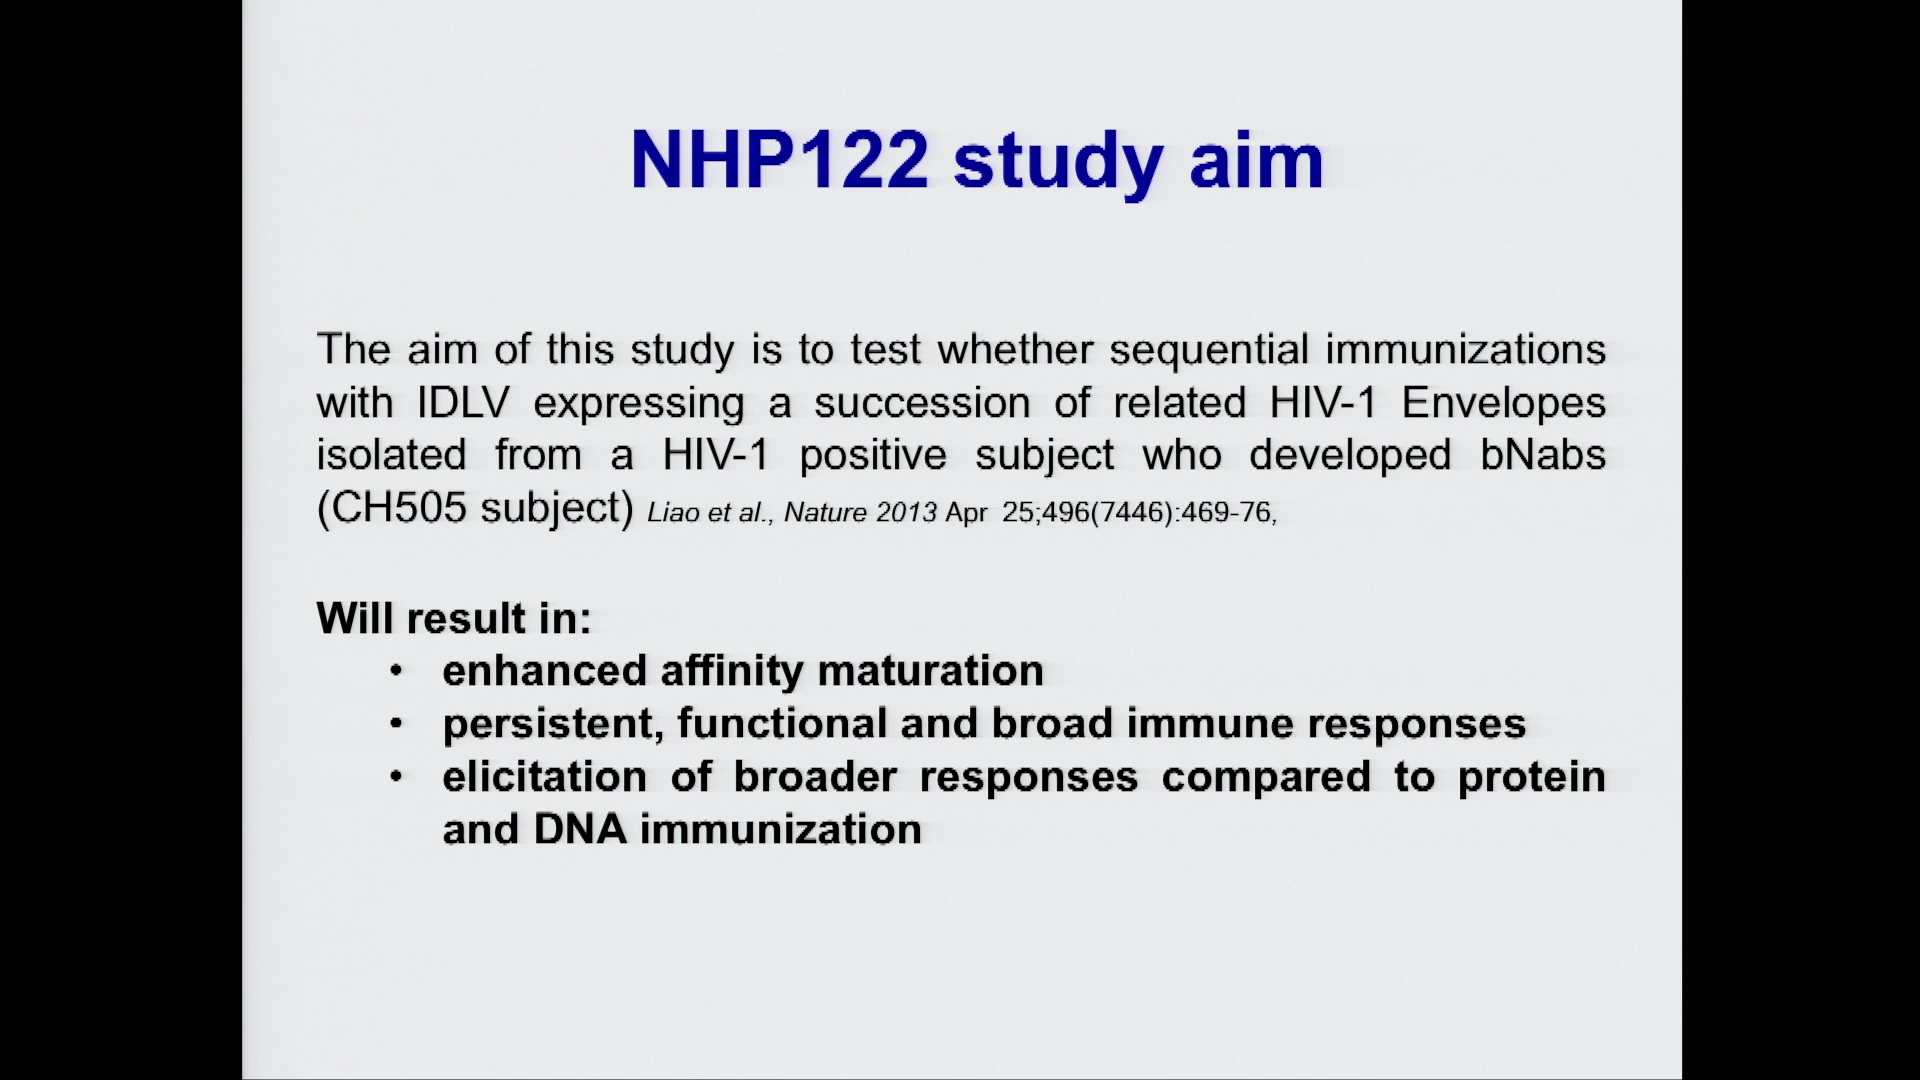 NHP122 study aim
The aim of this study is to test whether sequential immunizations
with IDLV expressing a succession of related HIV-1 Envelopes
isolated from a HIV-1 positive subject who developed bNabs
(CH505 subject) Liao et al., Nature 2013 Apr 25;496(7446):469-76,
Will result in:
• enhanced affinity maturation
• persistent, functional and broad immune responses
• elicitation of broader responses compared to protein
and DNA immunization